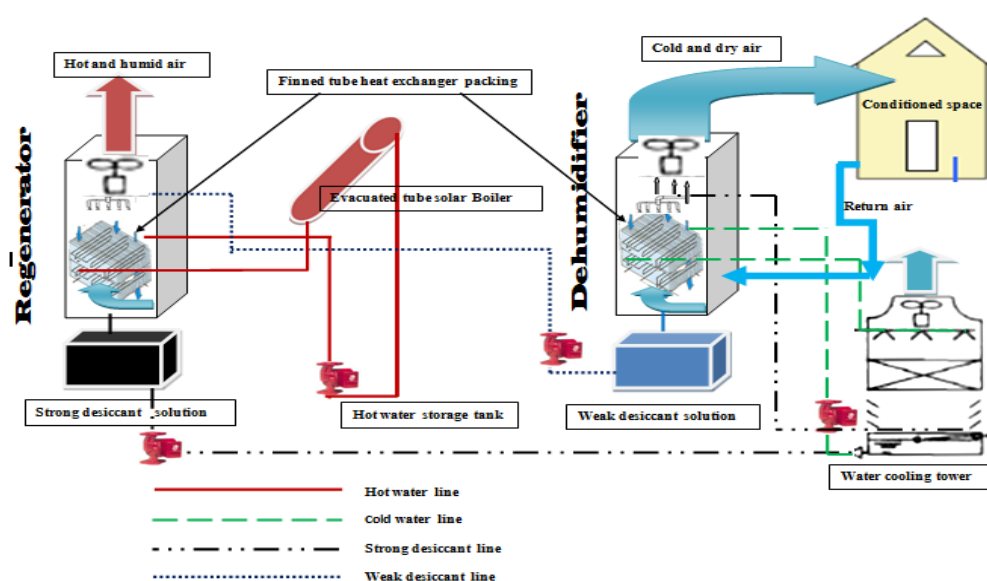 Hot and humid air
Cold and dry air
Finned tube heat exchanger packing
Conditioned space
Regenerator
Dehumidifier
Evacuated tube solar Boiler
Return air
Strong desiccant solution
Hot water storage tank
Weak desiccant solution
Water cooling tower
Hot water line
Cold water line
Strong desiccant line
Weak desiccant line